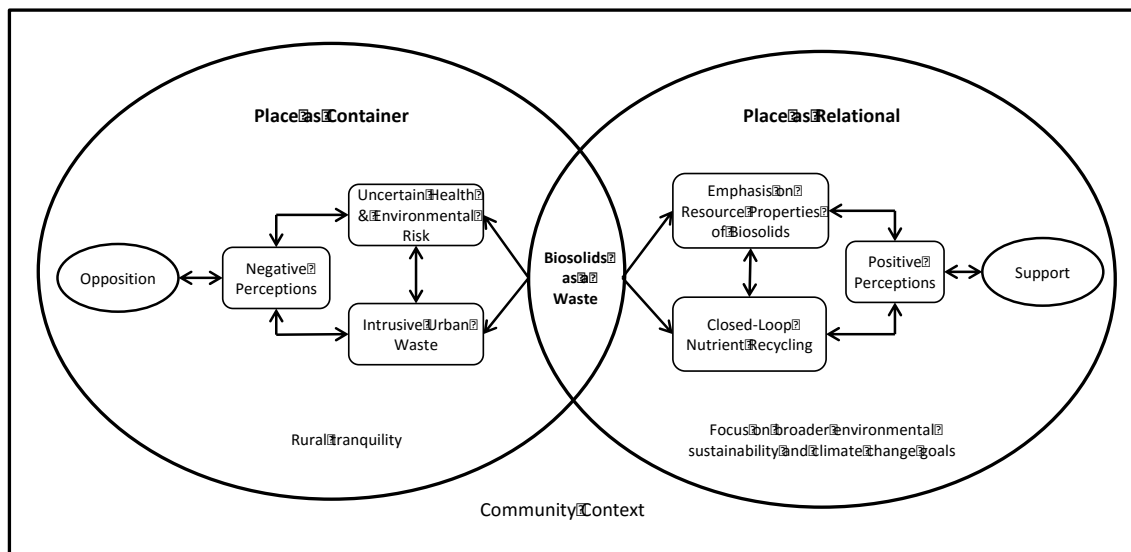 Place as Container
Place as Relational
Uncertain Health
& Environmental
Risk
Emphasis on
Resource Properties
of Biosolids
Opposition
Negative
Perceptions
Biosolids
as a
Waste
Positive
Perceptions
Support
Intrusive Urban
Waste
Closed-Loop
Nutrient Recycling
Rural tranquility
Focus on broader environmental
sustainability and climate change goals
Community Context